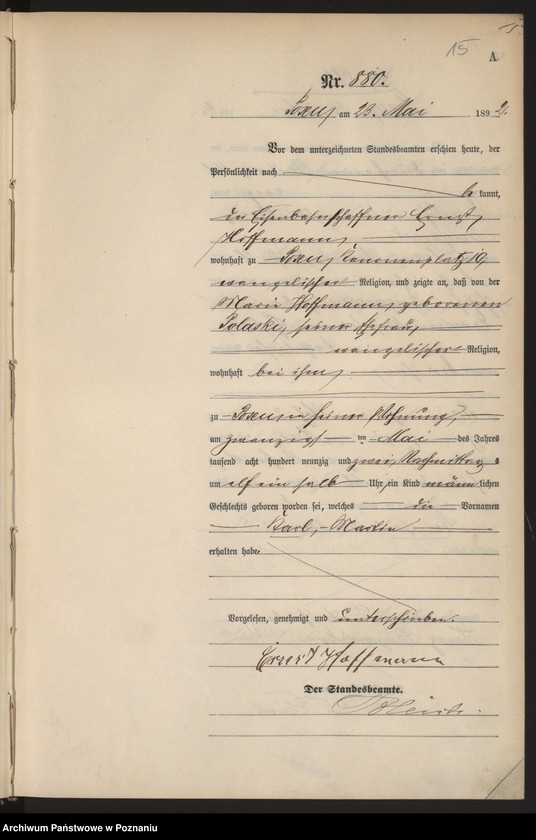 15
A
Nr. 880.
Posen am 23. Mai 1892.
Vor dem unterzeichneten Standesbeamten erschien heute, der
Persönlichkeit nach
be kannt,
der Eisenbahnschaffner Ernst
Hoffmann,
wohnhaft zu Posen, Kanonenplatz 10,
evangelischer Religion, und zeigte an, daß von der
Marie Hoffmann, geborenen
Polaski, seiner Ehefrau,
evangelischer Religion,
wohnhaft bei ihm,
zu Posen in seiner Wohnung,
am zwanzigsten Mai des Jahres
tausend acht hundert neunzig und zwei, Nachmittags
um elf ein halb Uhr, ein Kind männlichen
Geschlechts geboren worden sei, welches die Vornamen
Karl, Martin
erhalten habe.
Vorgelesen, genehmigt und unterschrieben.
Ernst Hoffmann
Der Standesbeamte.
Archiwum Państwowe w Poznaniu